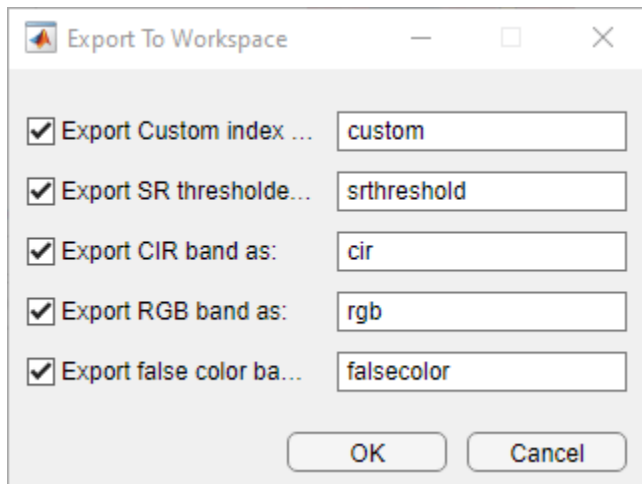 Export To Workspace
Export Custom index ... custom
Export SR thresholde... srthreshold
Export CIR band as: cir
Export RGB band as: rgb
Export false color ba... falsecolor
OK Cancel